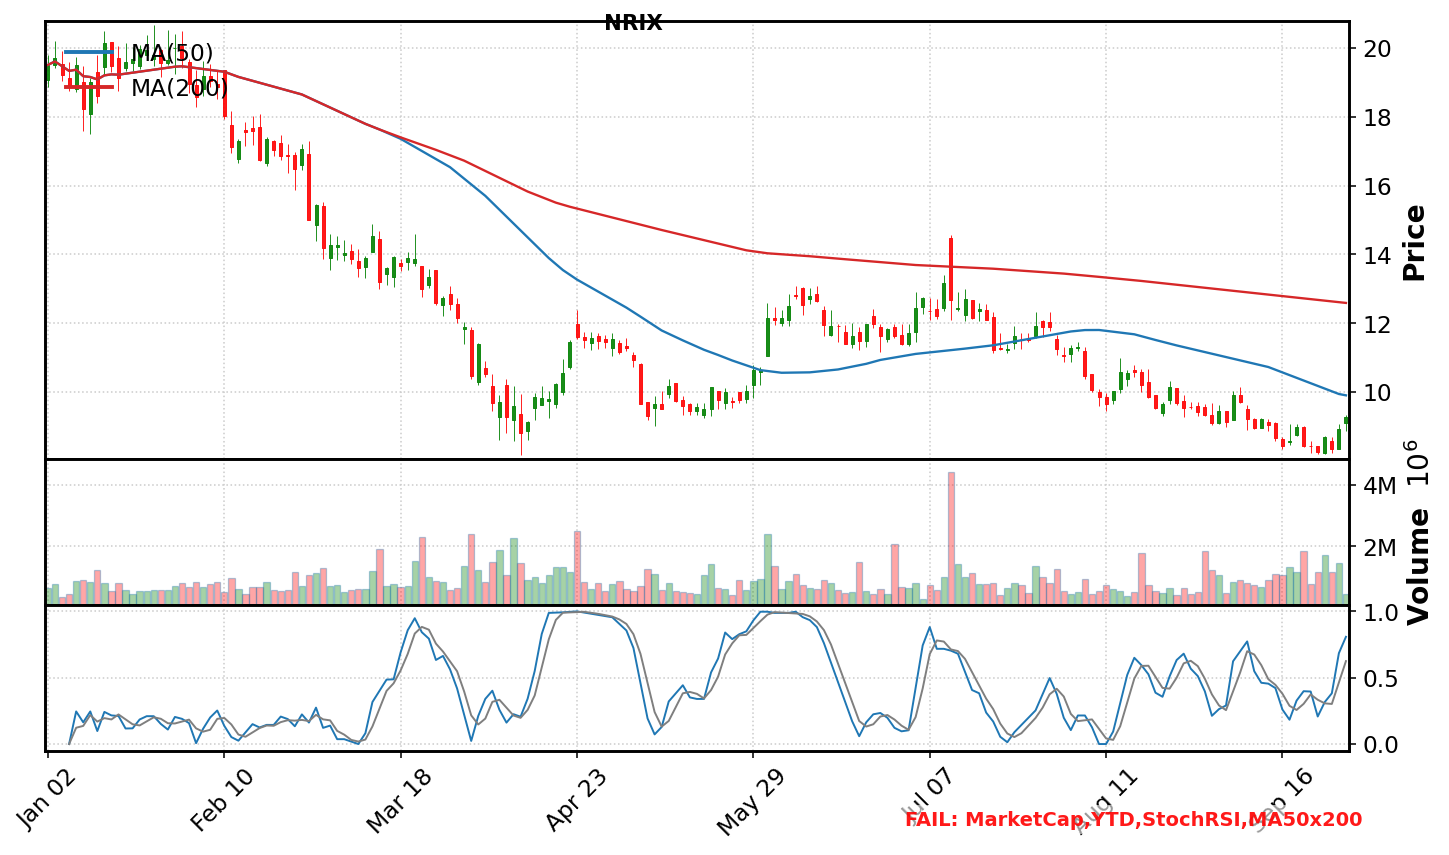 NRIX
MA(50)
MA(200)
20
18
16
14
12
10
Price
4M
2M
Volume 10^6
1.0
0.5
0.0
Jan 02
Feb 10
Mar 18
Apr 23
May 29
Jul 07
Aug 11
Sep 16
FAIL: MarketCap,YTD,StochRSI,MA50x200